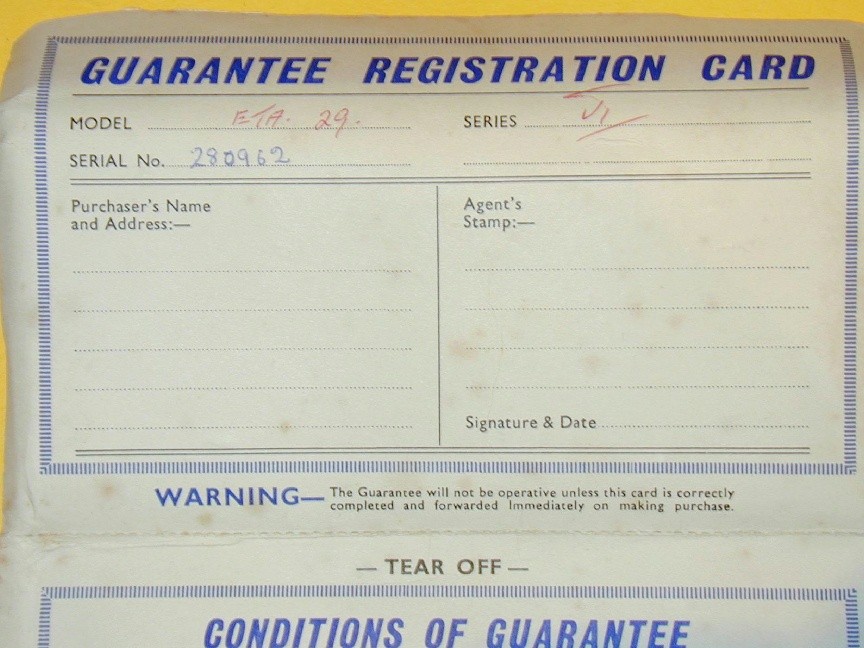 GUARANTEE REGISTRATION CARD
MODEL ETA. 29. SERIES VI
SERIAL No. 280962
Purchaser's Name
and Address:—
Agent's
Stamp:—
Signature & Date
WARNING— The Guarantee will not be operative unless this card is correctly
completed and forwarded Immediately on making purchase.
— TEAR OFF —
CONDITIONS OF GUARANTEE